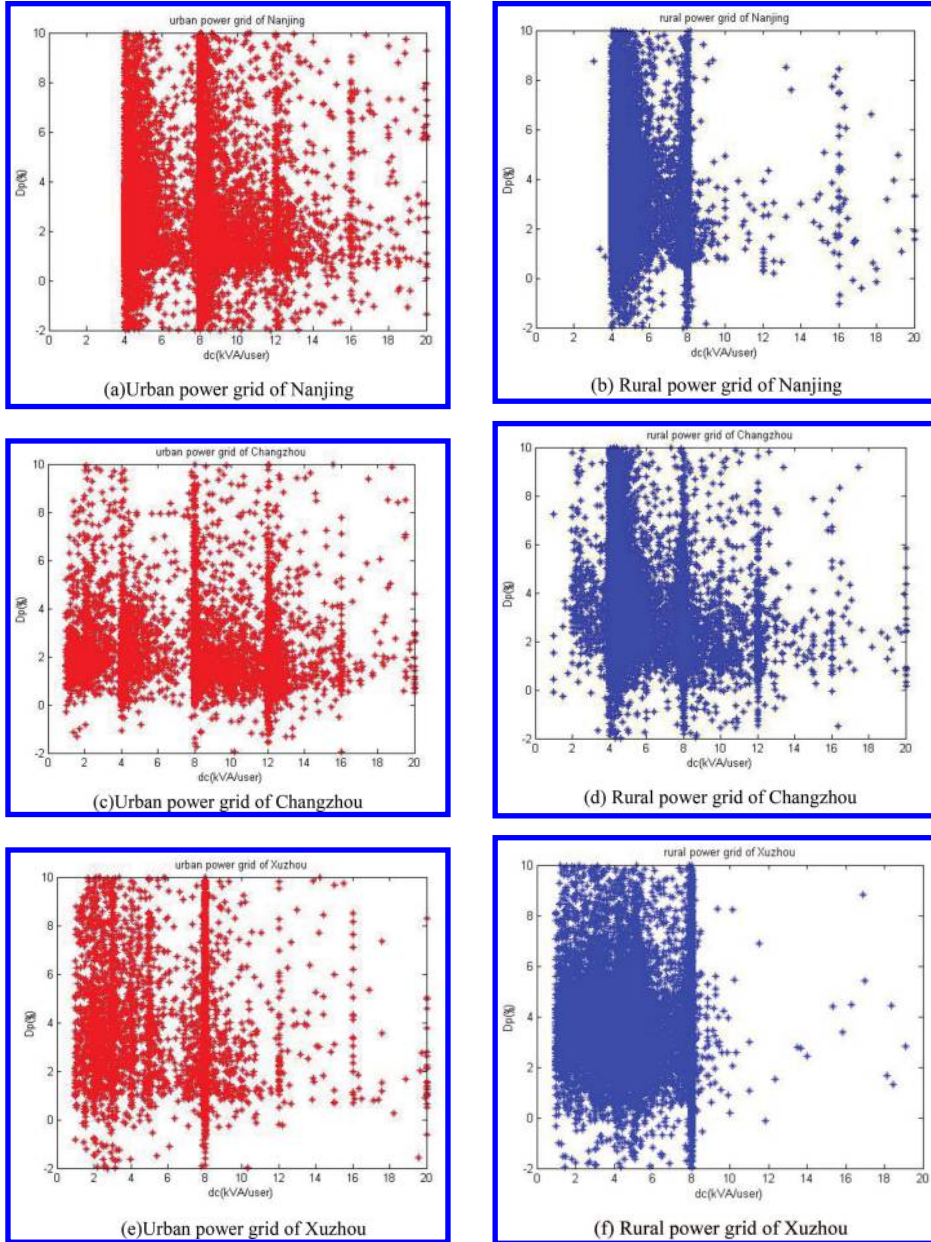 urban power grid of Nanjing
10
8
6
4
2
0
-2
Dp(%)
0 2 4 6 8 10 12 14 16 18 20
dc(kVA/user)
(a)Urban power grid of Nanjing
rural power grid of Nanjing
10
8
6
4
2
0
-2
Dp(%)
0 2 4 6 8 10 12 14 16 18 20
dc(kVA/user)
(b) Rural power grid of Nanjing
urban power grid of Changzhou
10
8
6
4
2
0
-2
Dp(%)
0 2 4 6 8 10 12 14 16 18 20
dc(kVA/user)
(c)Urban power grid of Changzhou
rural power grid of Changzhou
10
8
6
4
2
0
-2
Dp(%)
0 2 4 6 8 10 12 14 16 18 20
dc(kVA/user)
(d) Rural power grid of Changzhou
urban power grid of Xuzhou
10
8
6
4
2
0
-2
Dp(%)
0 2 4 6 8 10 12 14 16 18 20
dc(kVA/user)
(e)Urban power grid of Xuzhou
rural power grid of Xuzhou
10
8
6
4
2
0
-2
Dp(%)
0 2 4 6 8 10 12 14 16 18 20
dc(kVA/user)
(f) Rural power grid of Xuzhou